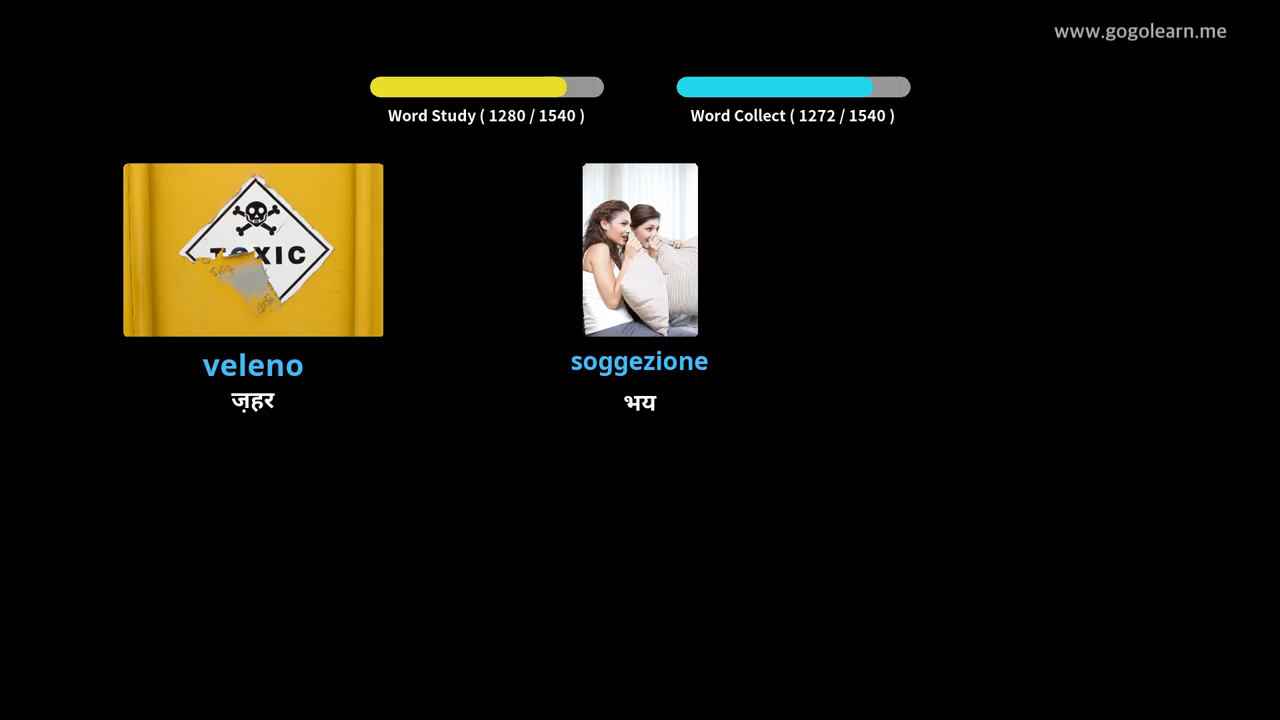 www.gogolearn.me
Word Study ( 1280 / 1540 )
Word Collect ( 1272 / 1540 )
TOXIC
veleno
ज़हर
soggezione
भय